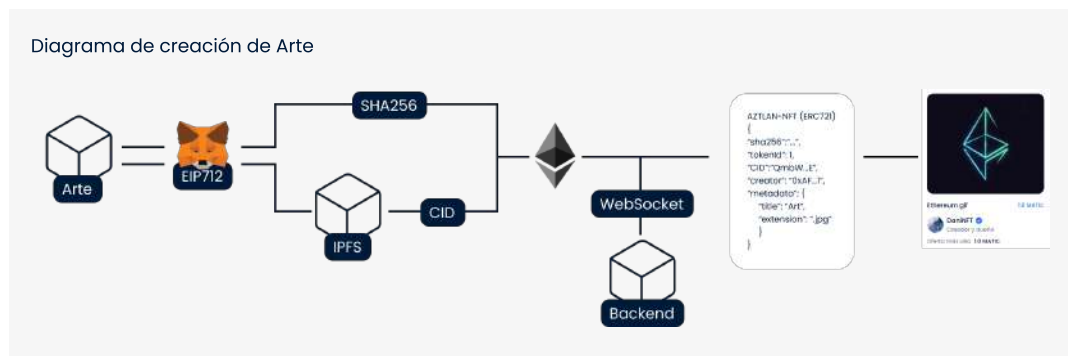 Diagrama de creación de Arte
SHA256
Arte
EIP712
IPFS
CID
WebSocket
Backend
AZTLAN-NFT (ERC721)
{
"sha256":"...",
"tokenId": 1,
"CID":"QmbW...E",
"creator": "0xAF...1",
"metadata": {
"title": "Art",
"extension": ".jpg"
}
}
Ethereum gif
DaniNFT
Creador y dueño